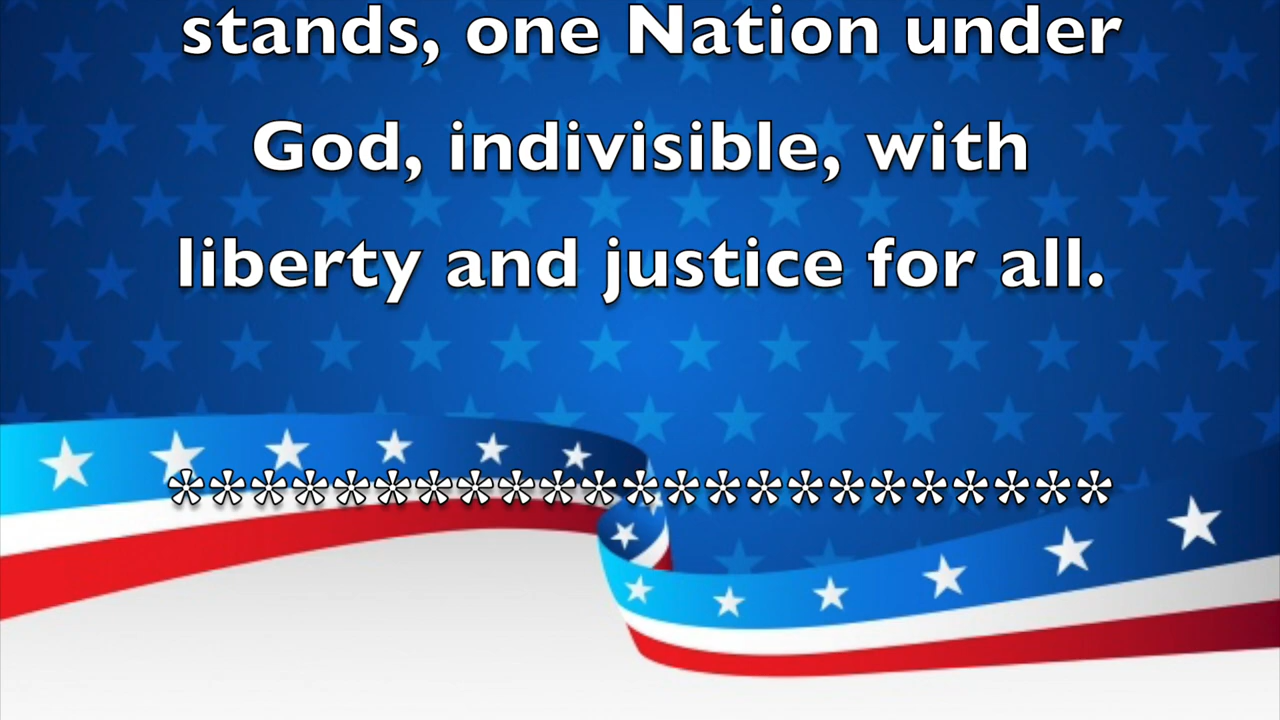 stands, one Nation under
God, indivisible, with
liberty and justice for all.
***********************